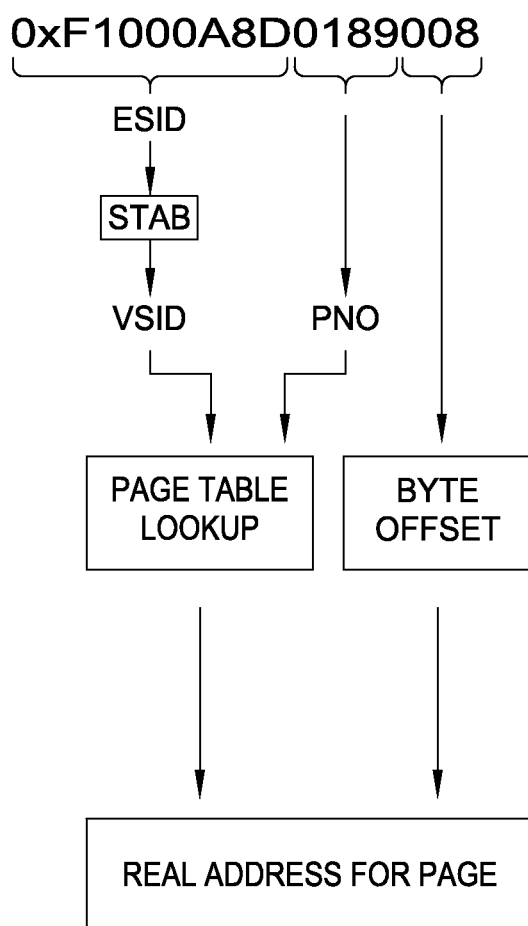 0xF1000A8D0189008
ESID
STAB
VSID PNO
PAGE TABLE
LOOKUP
BYTE
OFFSET
REAL ADDRESS FOR PAGE